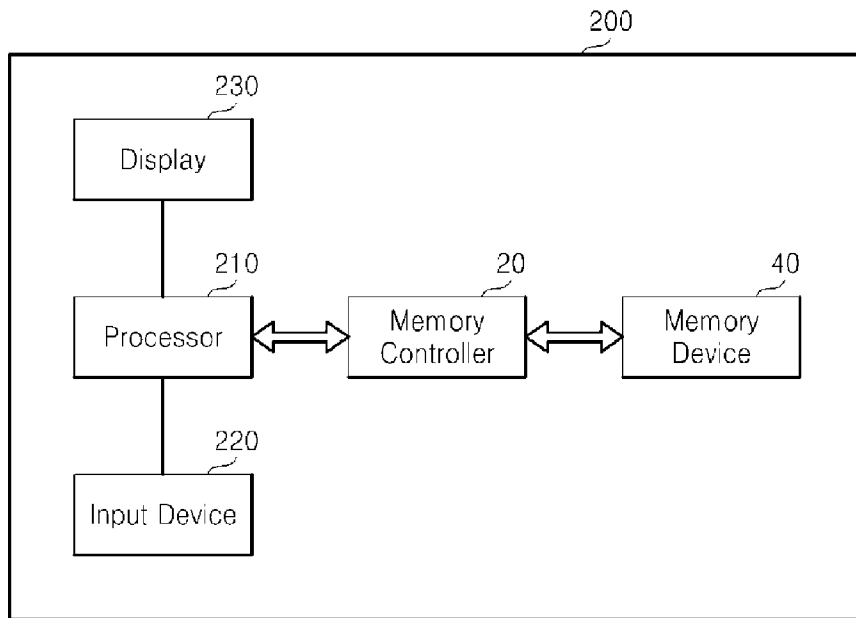 200
230
Display
210
20
40
Processor
Memory
Controller
Memory
Device
220
Input Device